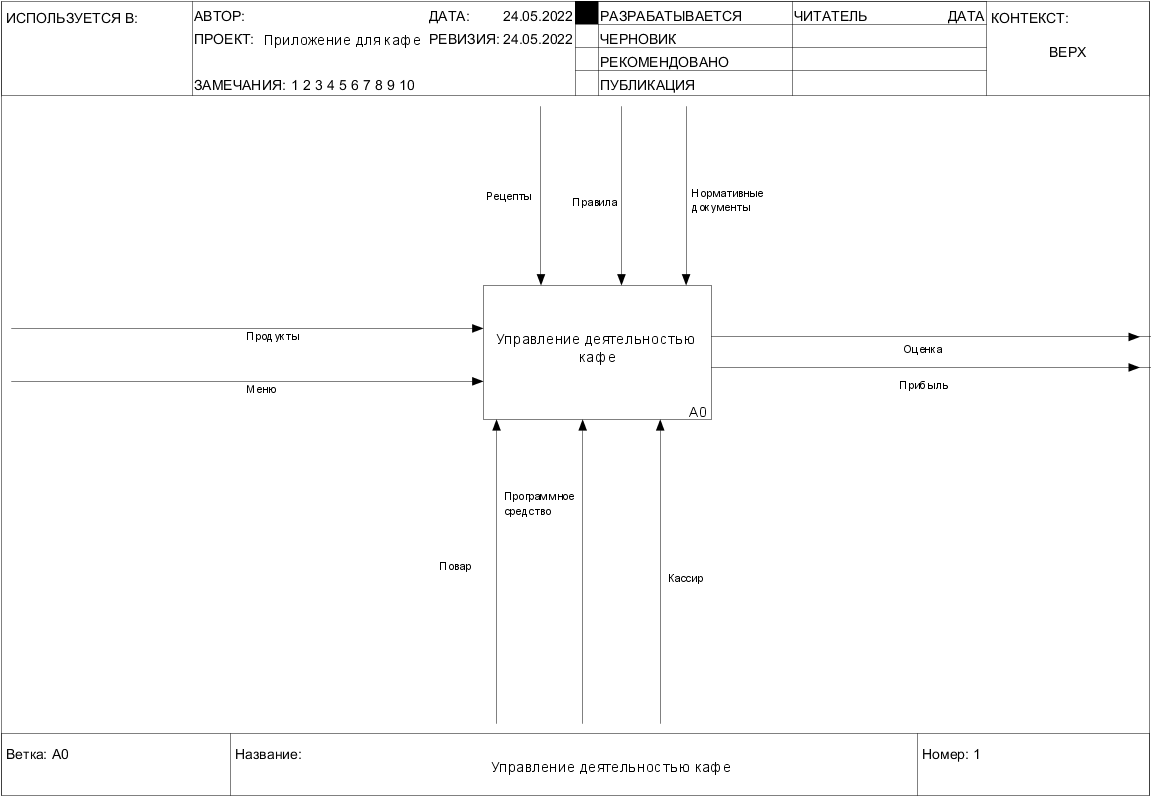 ИСПОЛЬЗУЕТСЯ В:
АВТОР:
ДАТА: 24.05.2022
ПРОЕКТ: Приложение для кафе
РЕВИЗИЯ: 24.05.2022
ЗАМЕЧАНИЯ: 1 2 3 4 5 6 7 8 9 10
РАЗРАБАТЫВАЕТСЯ
ЧЕРНОВИК
РЕКОМЕНДОВАНО
ПУБЛИКАЦИЯ
ЧИТАТЕЛЬ
ДАТА
КОНТЕКСТ:
ВЕРХ
Рецепты
Правила
Нормативные
документы
Продукты
Меню
Управление деятельностью
кафе
A0
Оценка
Прибыль
Программное
средство
Повар
Кассир
Ветка: A0
Название:
Управление деятельностью кафе
Номер: 1